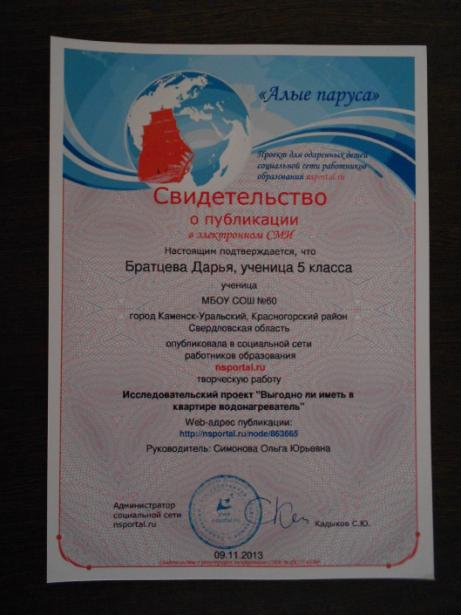 «Алые паруса»
Проект для одаренных детей
социальной сети работников
образования nsportal.ru
Свидетельство
о публикации
в электронном СМИ
Настоящим подтверждается, что
Братцева Дарья, ученица 5 класса
ученица
МБОУ СОШ №60
город Каменск-Уральский, Красногорский район
Свердловская область
опубликовала в социальной сети
работников образования
nsportal.ru
творческую работу
Исследовательский проект "Выгодно ли иметь в
квартире водонагреватель"
Web-адрес публикации:
http://nsportal.ru/node/863665
Руководитель: Симонова Ольга Юрьевна
Администратор
социальной сети
nsportal.ru
Кадыков С.Ю.
09.11.2013